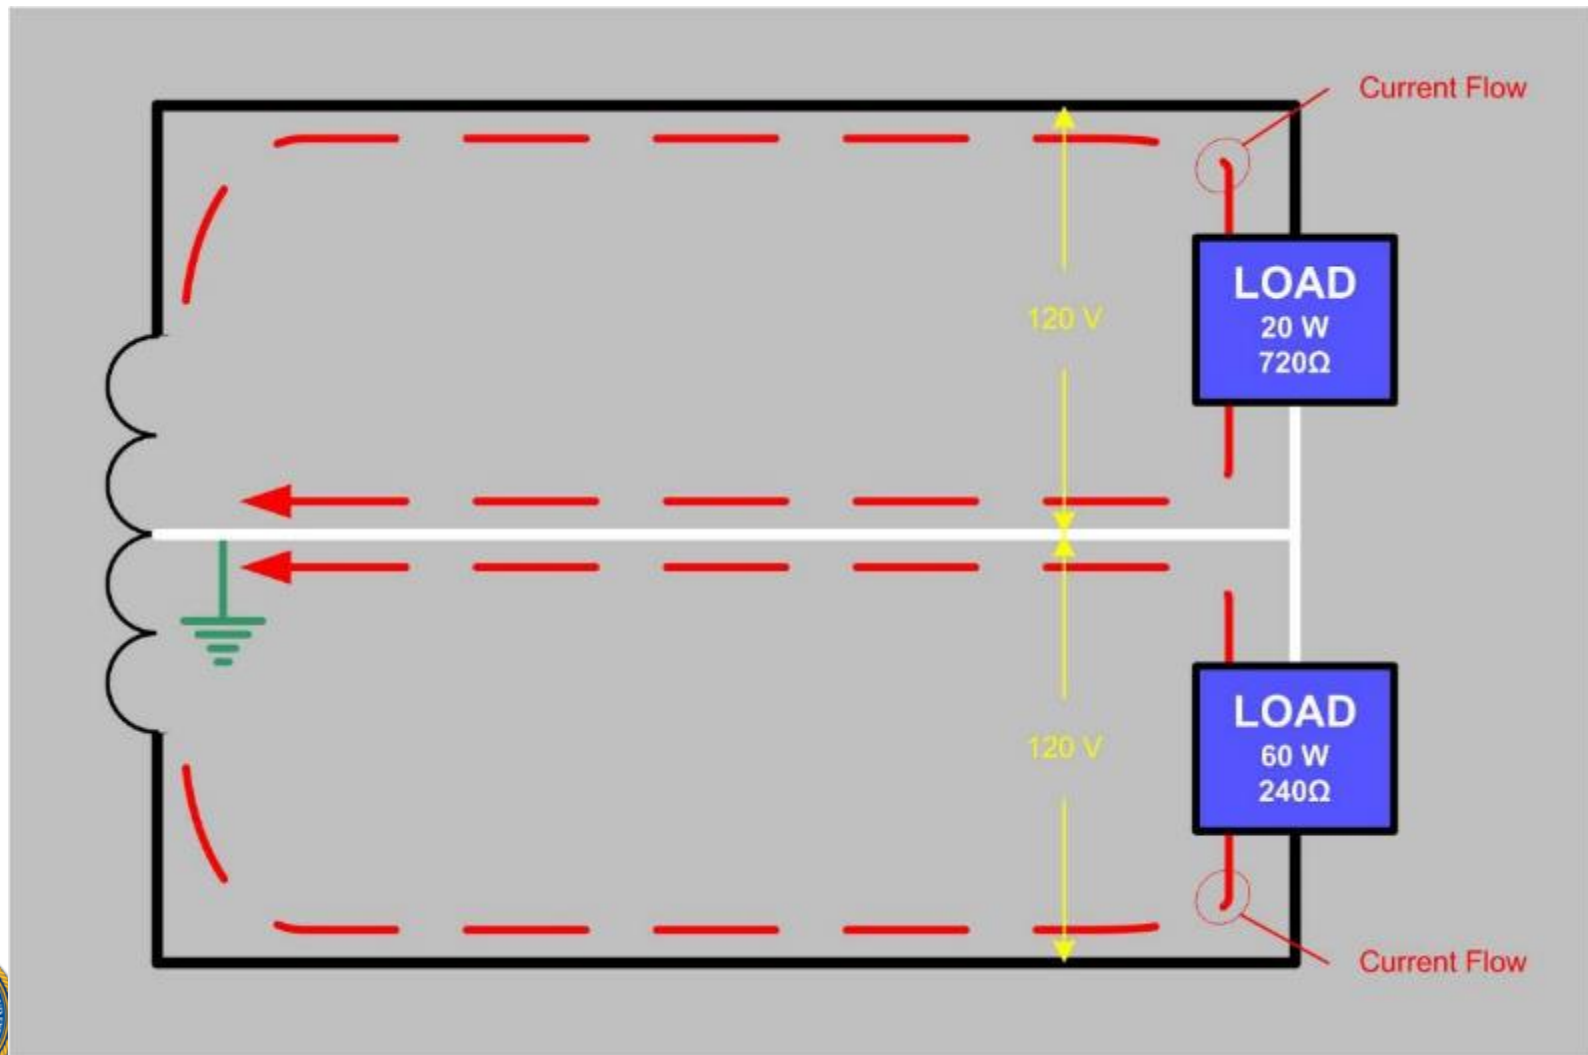 Current Flow
LOAD
20 W
720Ω
120 V
LOAD
60 W
240Ω
120 V
Current Flow